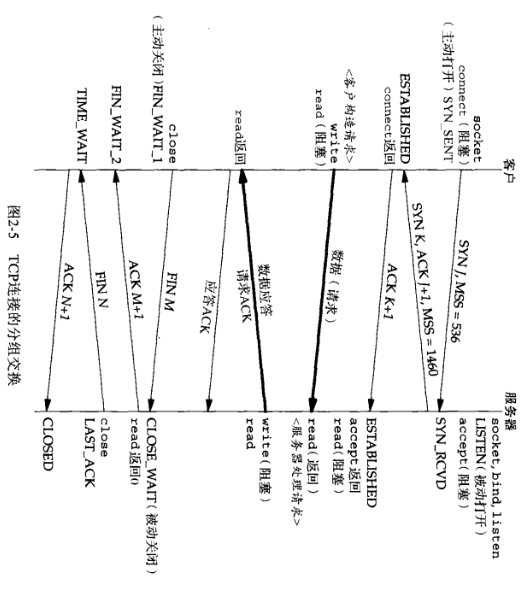 客户
服务器
socket
connect（阻塞）
（主动打开）SYN_SENT
ESTABLISHED
connect返回
<客户构造请求>
write
read（阻塞）
read返回
close
（主动关闭）FIN_WAIT_1
FIN_WAIT_2
TIME_WAIT
SYN J, MSS = 536
SYN K, ACK J+1, MSS = 1460
ACK K+1
数据（请求）
数据应答
请求ACK
应答ACK
FIN M
ACK M+1
FIN N
ACK N+1
socket,bind,listen
LISTEN（被动打开）
accept（阻塞）
SYN_RCVD
ESTABLISHED
accept返回
read（阻塞）
read（返回）
<服务器处理请求>
write（阻塞）
read
CLOSE_WAIT（被动关闭）
read返回0
close
LAST_ACK
CLOSED
图2-5 TCP连接的分组交换